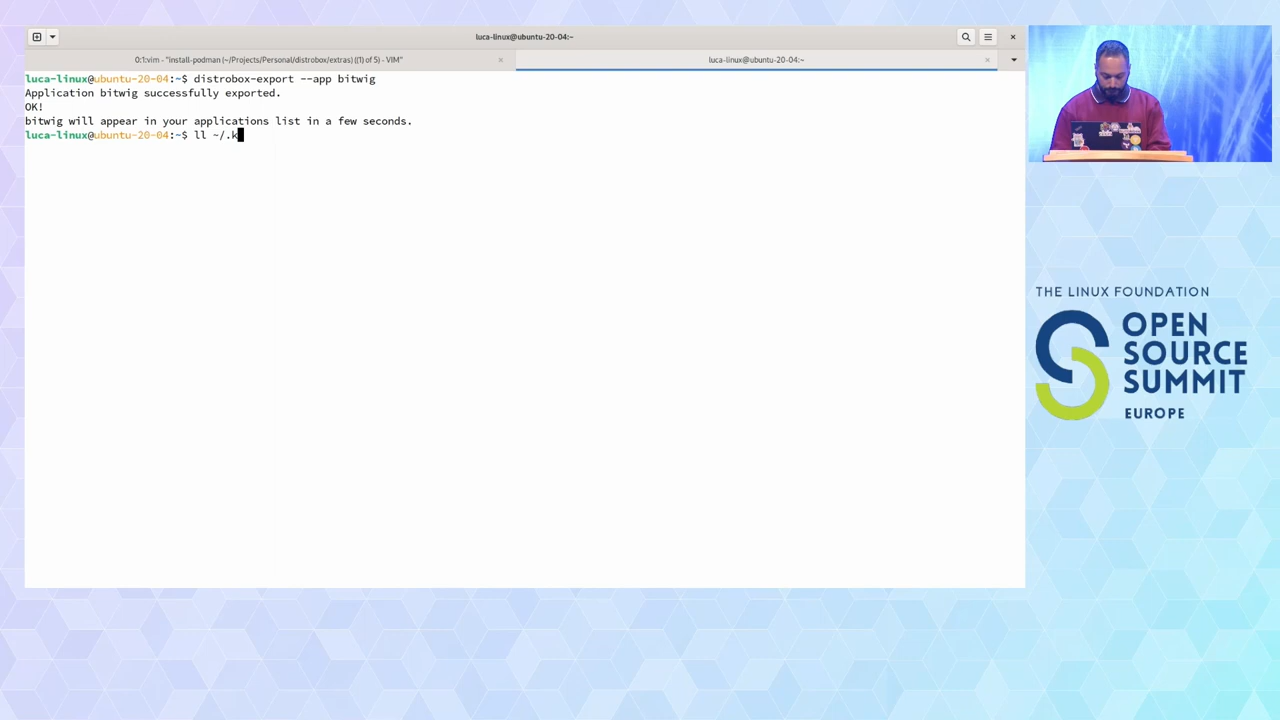 luca-linux@ubuntu-20-04:~
0:1:vim - "install-podman (~/Projects/Personal/distrobox/extras) ((1) of 5) - VIM"
luca-linux@ubuntu-20-04:~
luca-linux@ubuntu-20-04:~$ distrobox-export --app bitwig
Application bitwig successfully exported.
OK!
bitwig will appear in your applications list in a few seconds.
luca-linux@ubuntu-20-04:~$ ll ~/.k
THE LINUX FOUNDATION
OPEN
SOURCE
SUMMIT
EUROPE